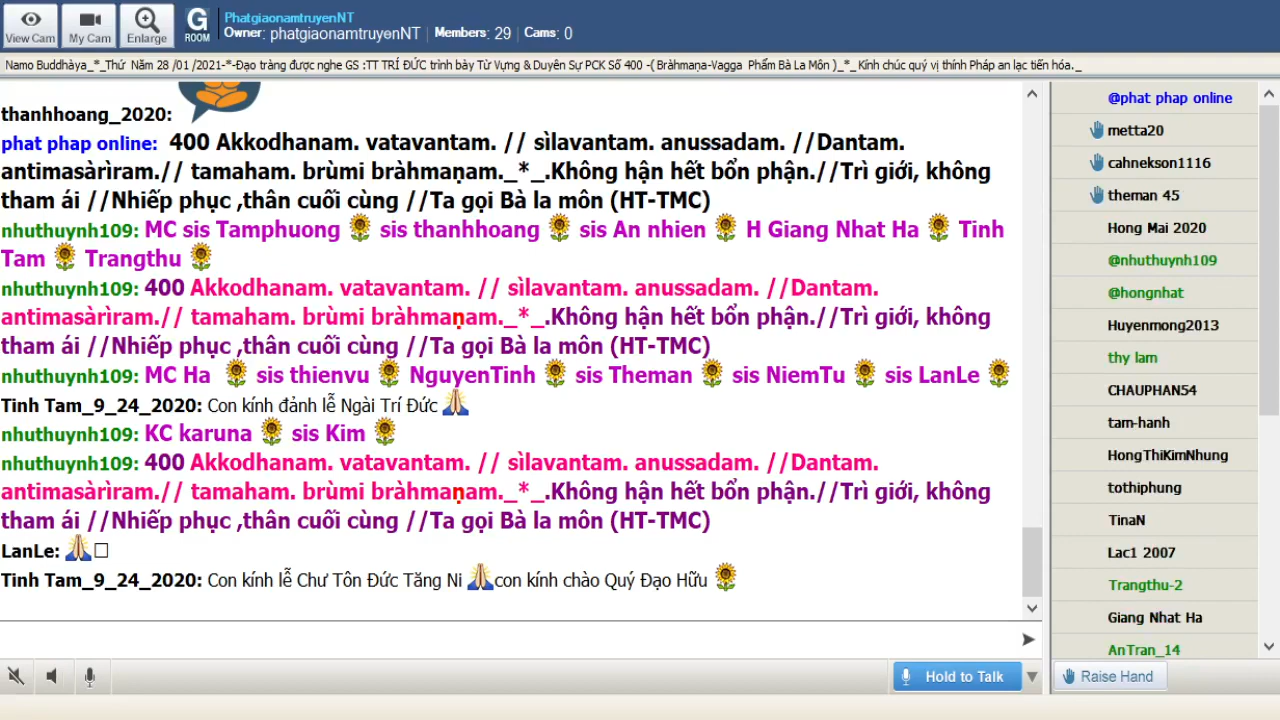 View Cam
My Cam
Enlarge
G
ROOM
PhatgiaonamtruyenNT
Owner: phatgiaonamtruyenNT | Members: 29 | Cams: 0
Namo Buddhàya_*_Thứ Năm 28 /01 /2021-*-Đạo tràng được nghe GS :TT TRÍ ĐỨC trình bày Từ Vựng & Duyên Sự PCK Số 400 -( Bràhmaṇa-Vagga Phẩm Bà La Môn )_*_Kính chúc quý vị thính Pháp an lạc tiến hóa._
thanhhoang_2020:
phat phap online: 400 Akkodhanam. vatavantam. // sìlavantam. anussadam. //Dantam.
antimasàrìram.// tamaham. brùmi bràhmaṇam._*_.Không hận hết bổn phận.//Trì giới, không
tham ái //Nhiếp phục ,thân cuối cùng //Ta gọi Bà la môn (HT-TMC)
nhuthuynh109: MC sis Tamphuong 🌻 sis thanhhoang 🌻 sis An nhien 🌻 H Giang Nhat Ha 🌻 Tinh
Tam 🌻 Trangthu 🌻
nhuthuynh109: 400 Akkodhanam. vatavantam. // sìlavantam. anussadam. //Dantam.
antimasàrìram.// tamaham. brùmi bràhmaṇam._*_.Không hận hết bổn phận.//Trì giới, không
tham ái //Nhiếp phục ,thân cuối cùng //Ta gọi Bà la môn (HT-TMC)
nhuthuynh109: MC Ha 🌻 sis thienvu 🌻 NguyenTinh 🌻 sis Theman 🌻 sis NiemTu 🌻 sis LanLe 🌻
Tinh Tam_9_24_2020: Con kính đảnh lễ Ngài Trí Đức 🙏
nhuthuynh109: KC karuna 🌻 sis Kim 🌻
nhuthuynh109: 400 Akkodhanam. vatavantam. // sìlavantam. anussadam. //Dantam.
antimasàrìram.// tamaham. brùmi bràhmaṇam._*_.Không hận hết bổn phận.//Trì giới, không
tham ái //Nhiếp phục ,thân cuối cùng //Ta gọi Bà la môn (HT-TMC)
LanLe: 🙏□
Tinh Tam_9_24_2020: Con kính lễ Chư Tôn Đức Tăng Ni 🙏con kính chào Quý Đạo Hữu 🌻
Hold to Talk
@phat phap online
metta20
cahnekson1116
theman 45
Hong Mai 2020
@nhuthuynh109
@hongnhat
Huyenmong2013
thy lam
CHAUPHAN54
tam-hanh
HongThiKimNhung
tothiphung
TinaN
Lac1 2007
Trangthu-2
Giang Nhat Ha
AnTran_14
Raise Hand